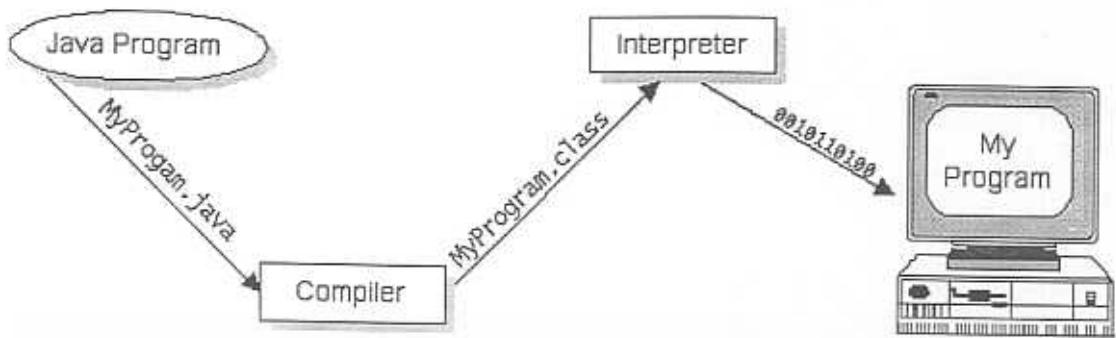 Java Program
MyProgam.java
Compiler
MyProgram.class
Interpreter
0010110100
My
Program